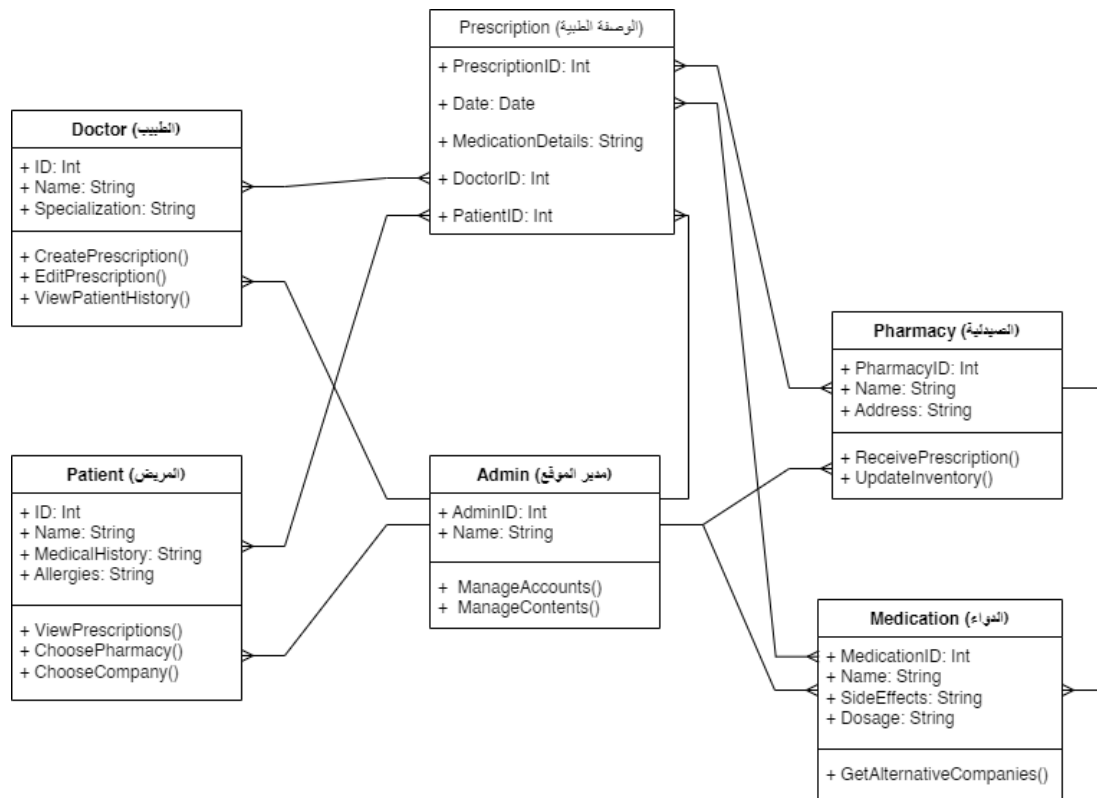 Prescription (الوصفة الطبية)
+ PrescriptionID: Int
+ Date: Date
+ MedicationDetails: String
+ DoctorID: Int
+ PatientID: Int
Doctor (الطبيب)
+ ID: Int
+ Name: String
+ Specialization: String
+ CreatePrescription()
+ EditPrescription()
+ ViewPatientHistory()
Pharmacy (الصيدلية)
+ PharmacyID: Int
+ Name: String
+ Address: String
+ ReceivePrescription()
+ UpdateInventory()
Patient (المريض)
+ ID: Int
+ Name: String
+ MedicalHistory: String
+ Allergies: String
+ ViewPrescriptions()
+ ChoosePharmacy()
+ ChooseCompany()
Admin (مدير الموقع)
+ AdminID: Int
+ Name: String
+ ManageAccounts()
+ ManageContents()
Medication (الدواء)
+ MedicationID: Int
+ Name: String
+ SideEffects: String
+ Dosage: String
+ GetAlternativeCompanies()